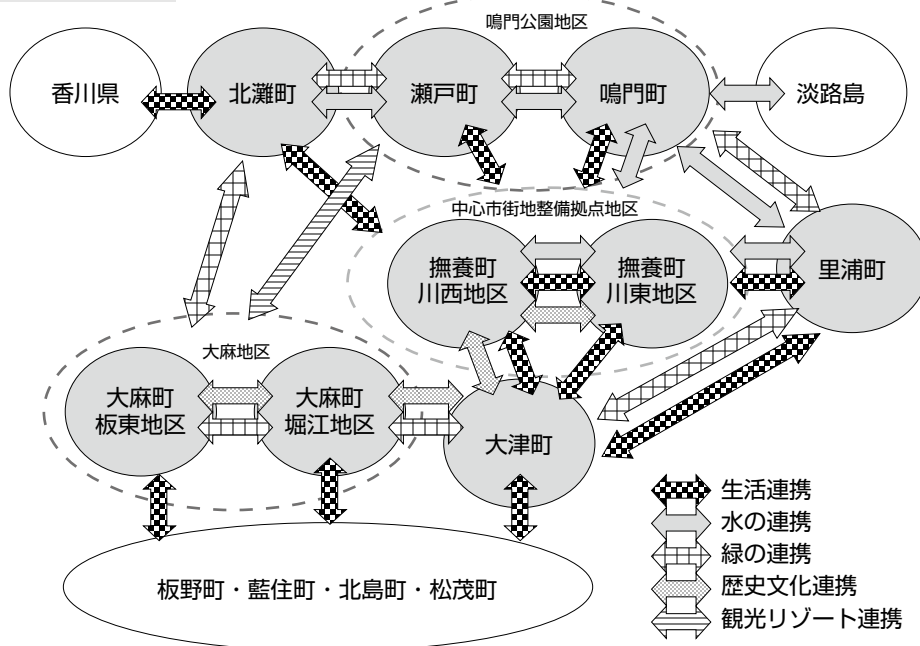 鳴門公園地区
香川県
北灘町
瀬戸町
鳴門町
淡路島
中心市街地整備拠点地区
撫養町
川西地区
撫養町
川東地区
里浦町
大麻地区
大麻町
板東地区
大麻町
堀江地区
大津町
板野町・藍住町・北島町・松茂町
生活連携
水の連携
緑の連携
歴史文化連携
観光リゾート連携